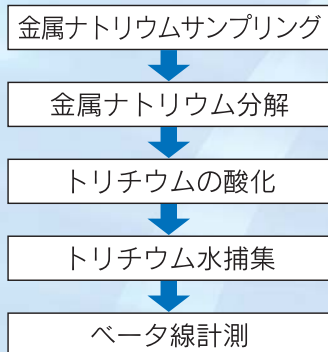 金属ナトリウムサンプリング
金属ナトリウム分解
トリチウムの酸化
トリチウム水捕集
ベータ線計測